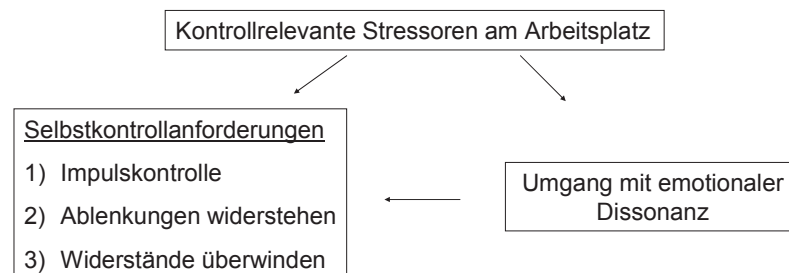 Kontrollrelevante Stressoren am Arbeitsplatz
Selbstkontrollanforderungen
1) Impulskontrolle
2) Ablenkungen widerstehen
3) Widerstände überwinden
Umgang mit emotionaler
Dissonanz